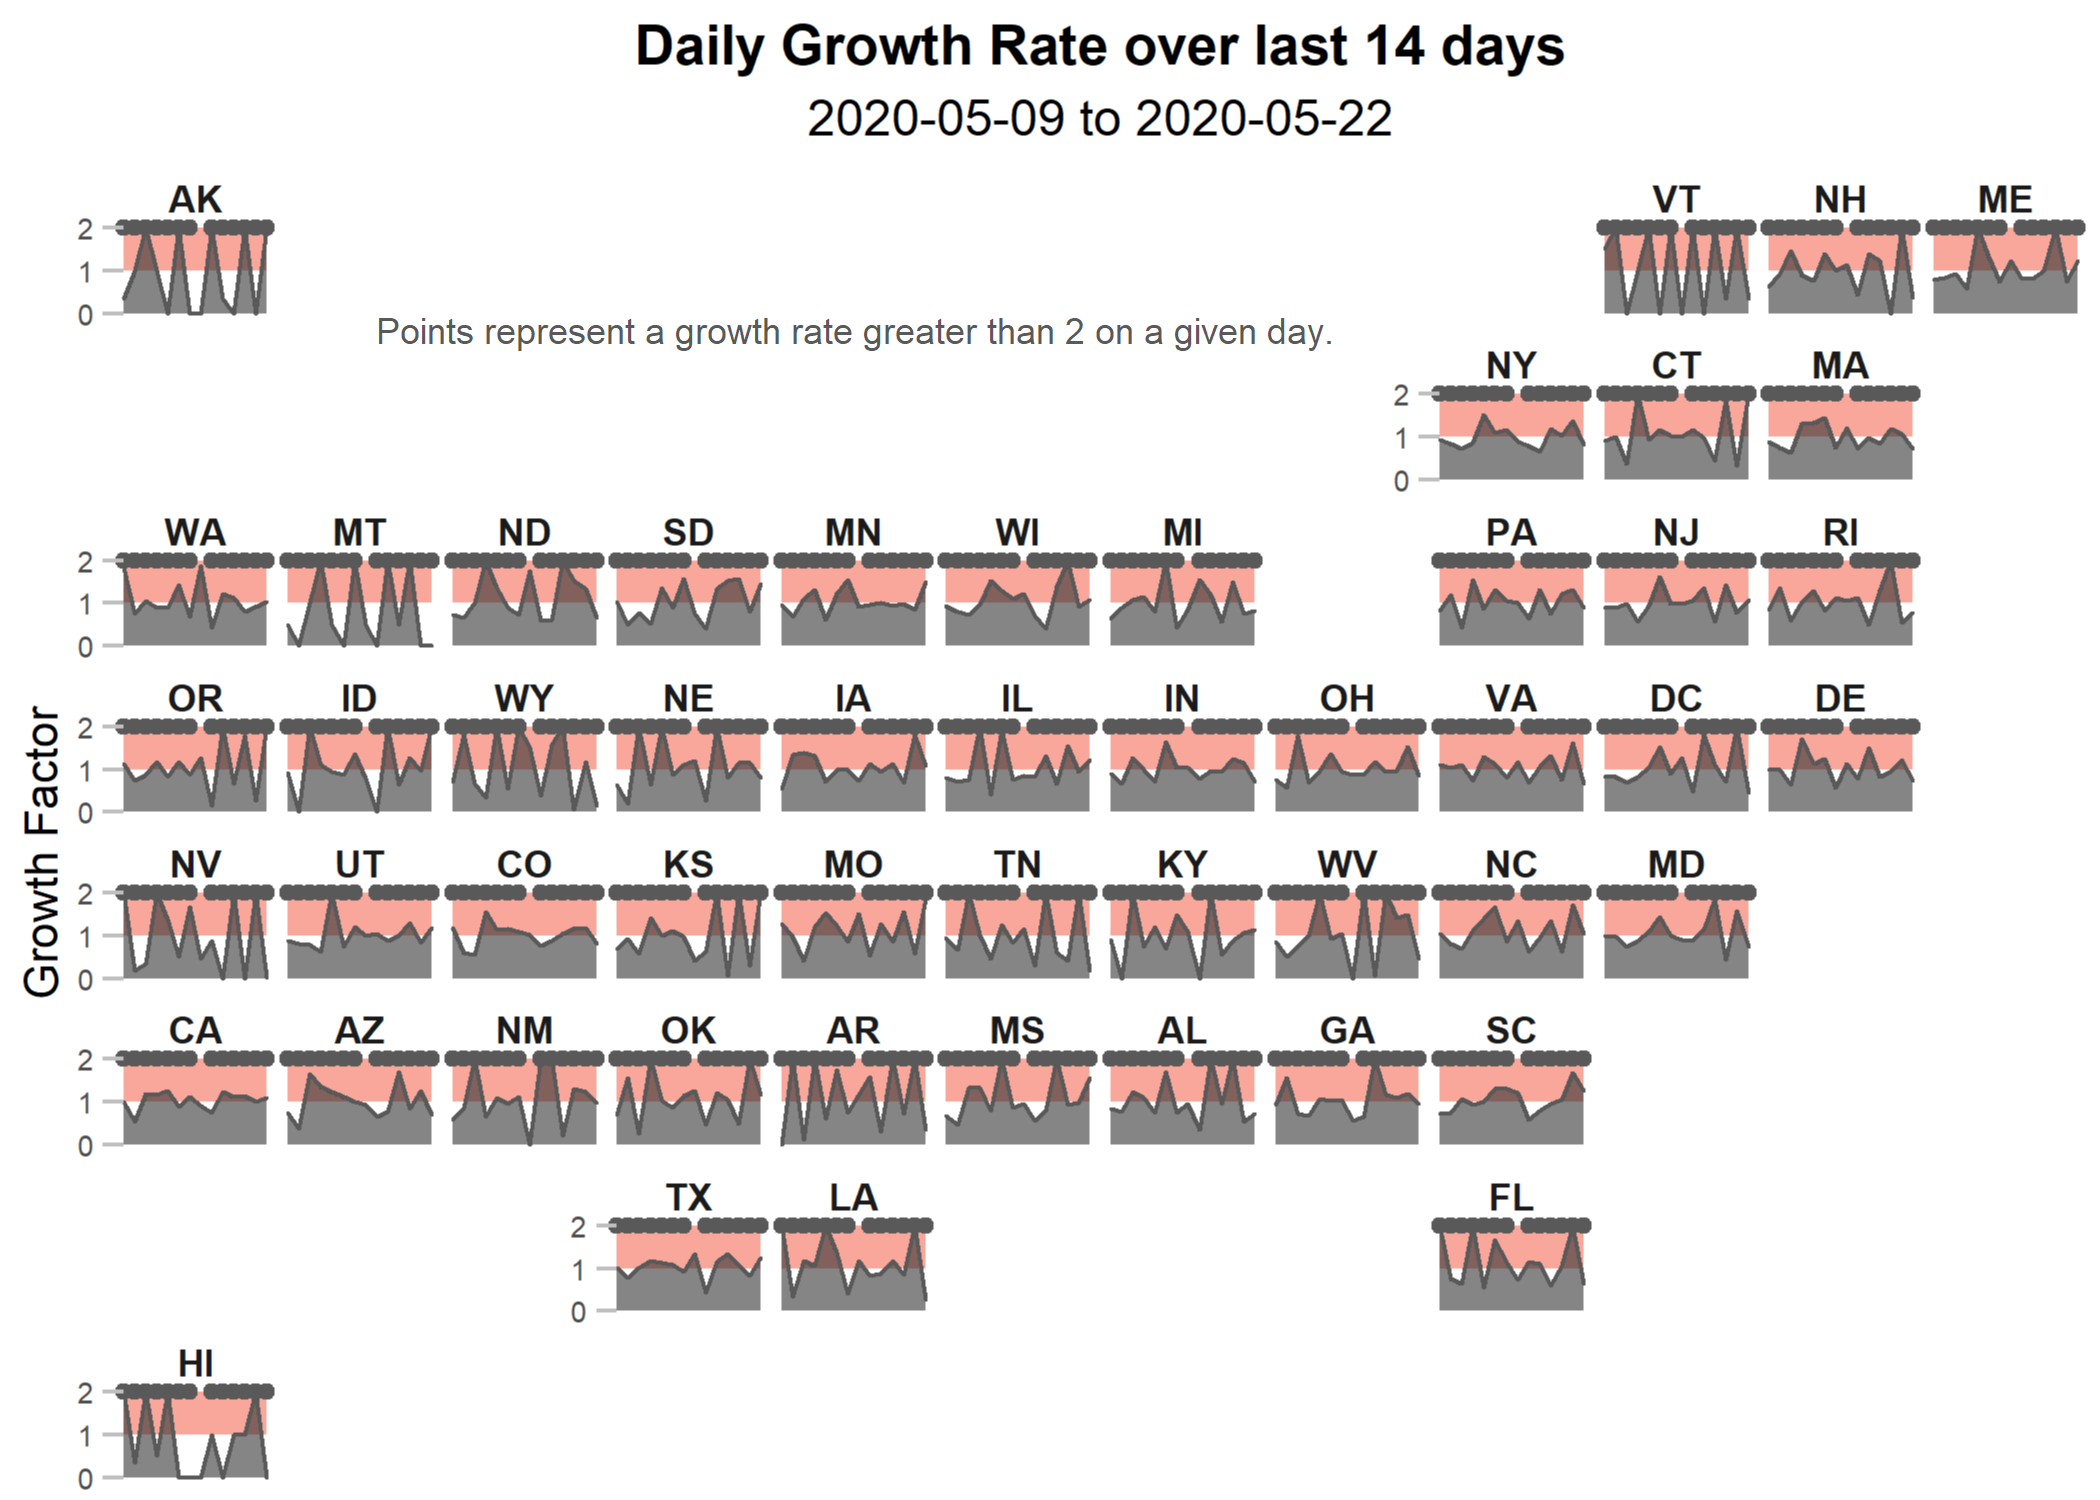 Daily Growth Rate over last 14 days
2020-05-09 to 2020-05-22
AK VT NH ME
2
1
0
Points represent a growth rate greater than 2 on a given day.
NY CT MA
2
1
0
WA MT ND SD MN WI MI PA NJ RI
2
1
0
OR ID WY NE IA IL IN OH VA DC DE
2
1
0
Growth Factor
NV UT CO KS MO TN KY WV NC MD
2
1
0
CA AZ NM OK AR MS AL GA SC
2
1
0
TX LA FL
2
1
0
HI
2
1
0